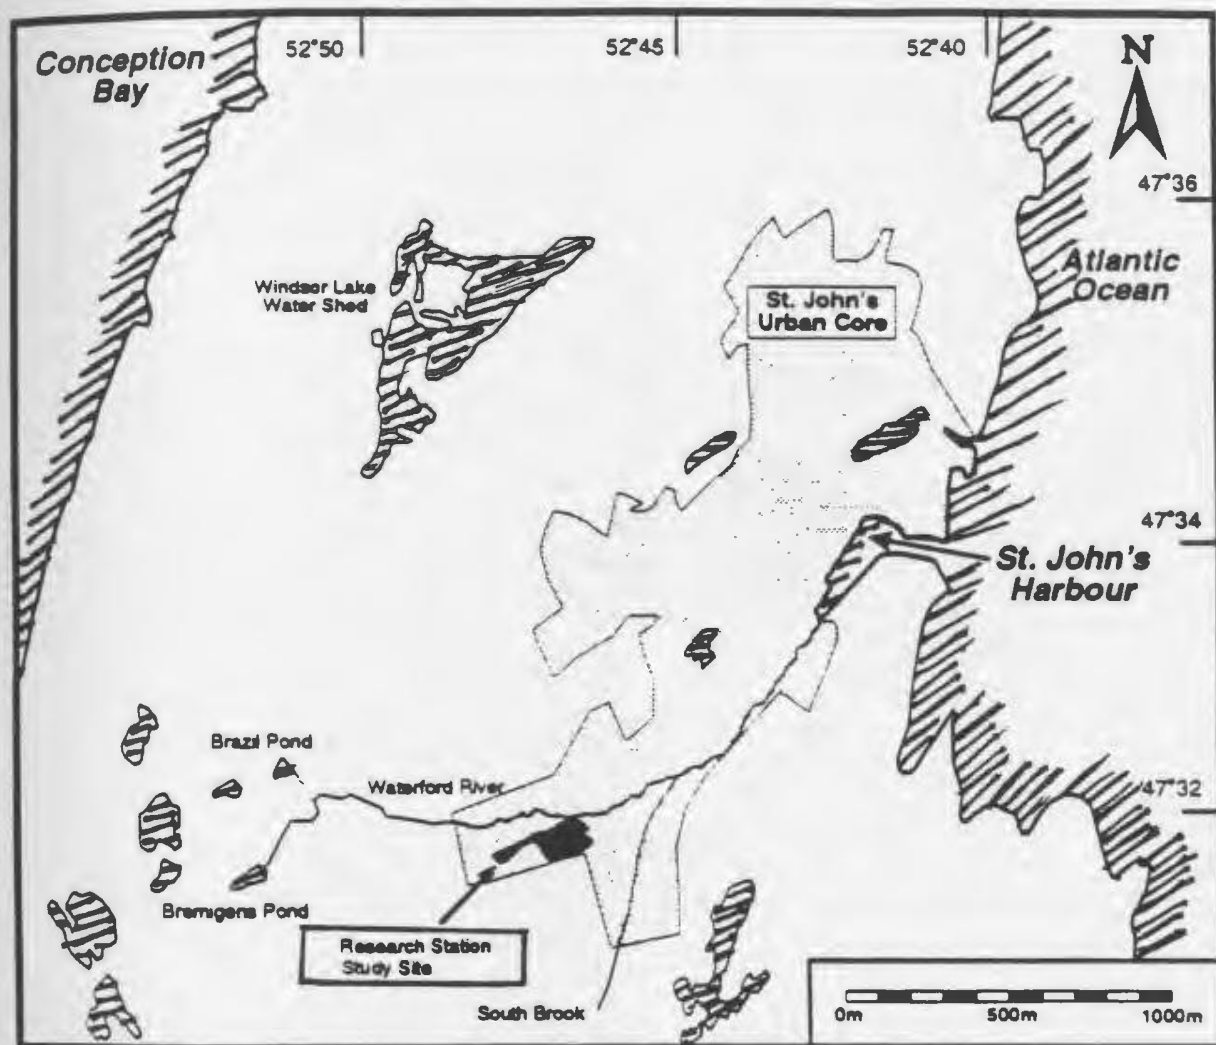 52°50
52°45
52°40
N
Conception
Bay
47°36
Windsor Lake
Water Shed
St. John's
Urban Core
Atlantic
Ocean
47°34
St. John's
Harbour
Brazil Pond
Waterford River
47°32
Bremigens Pond
Research Station
Study Site
South Brook
0m
500m
1000m